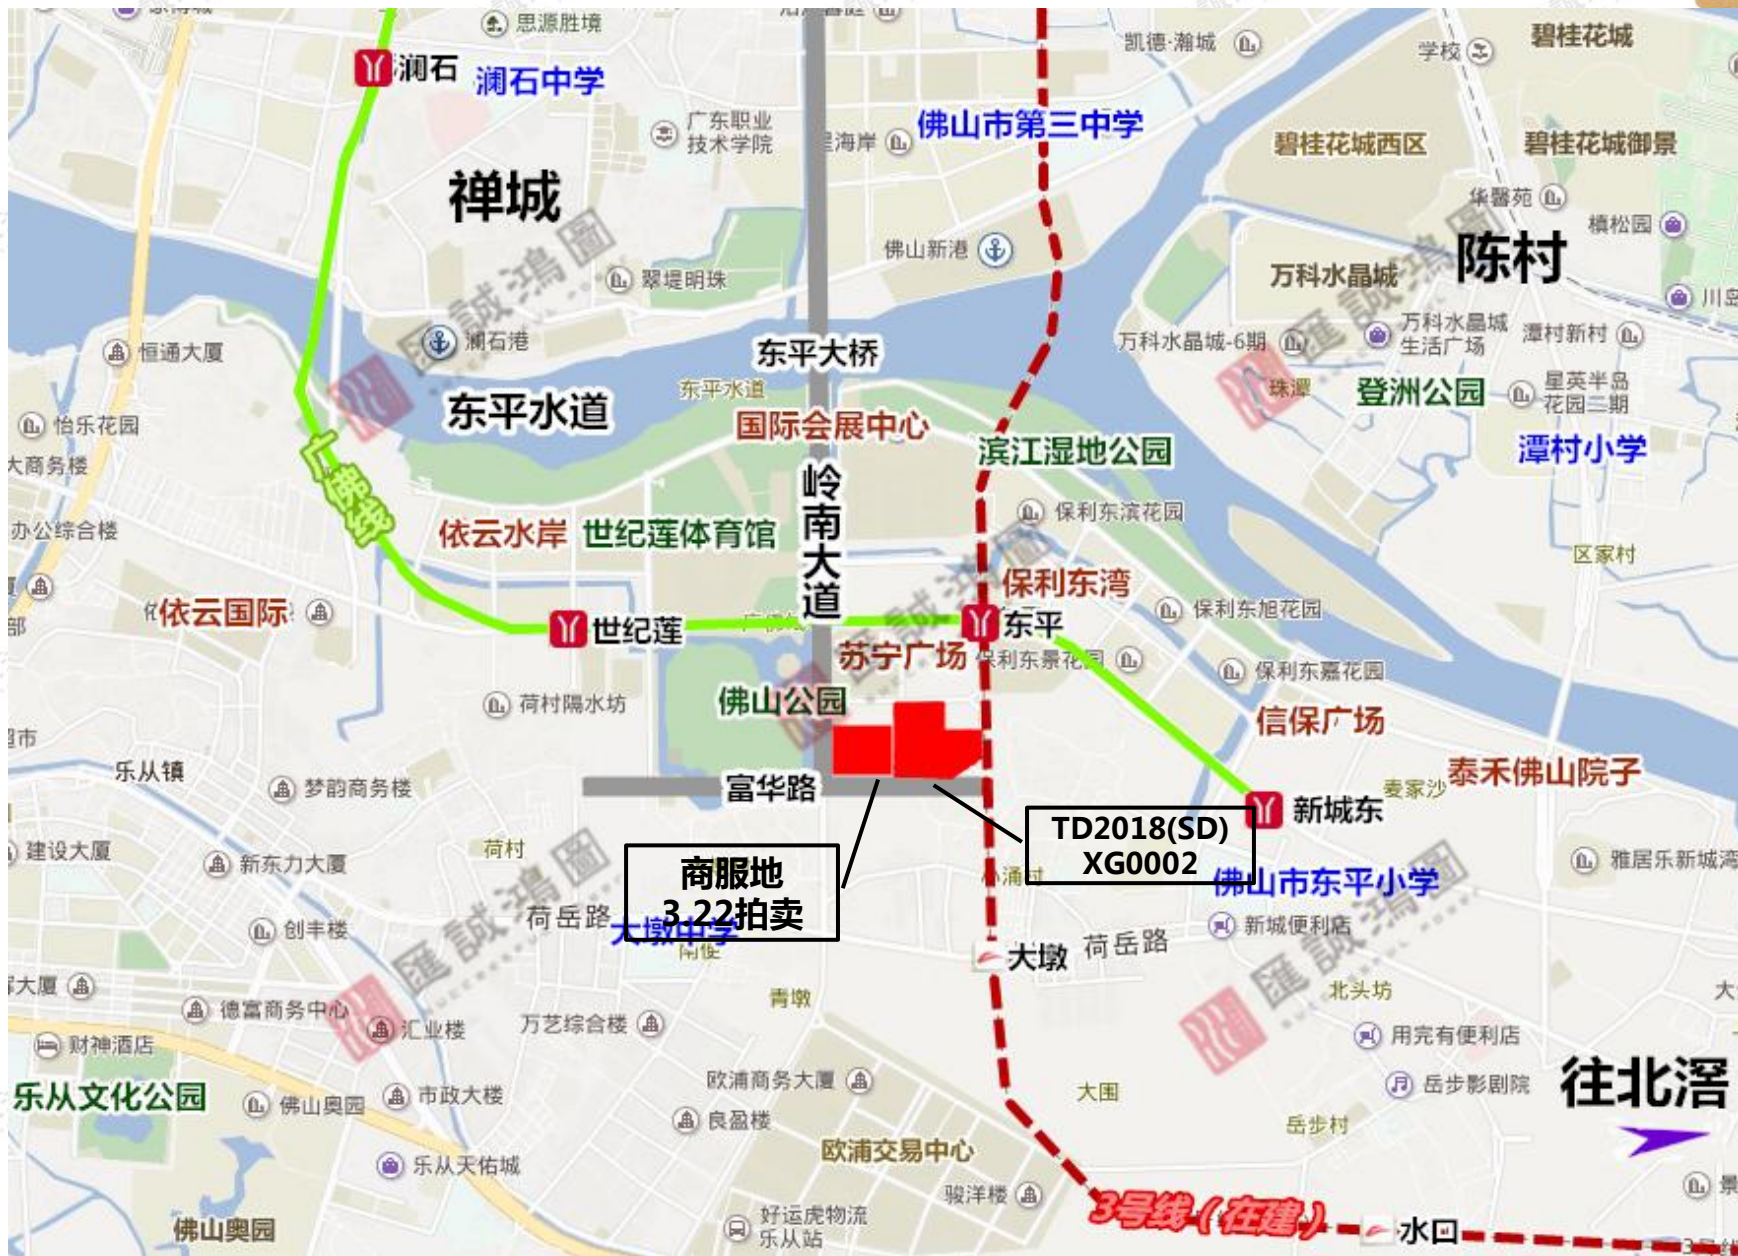 思源胜境
澜石
澜石中学
凯德·瀚城
学校
碧桂花城
广东职业
技术学院
佛山市第三中学
碧桂花城西区
碧桂花城御景
禅城
华馨苑
槙松园
佛山新港
翠堤明珠
万科水晶城
陈村
恒通大厦
澜石港
东平大桥
万科水晶城-6期
万科水晶城
生活广场
潭村新村
东平水道
东平水道
珠潭
登洲公园
星英半岛
花园二期
怡乐花园
国际会展中心
滨江湿地公园
潭村小学
大商务楼
广佛线
岭南大道
办公综合楼
依云水岸
世纪莲体育馆
保利东滨花园
区家村
依云国际
保利东湾
保利东旭花园
世纪莲
东平
苏宁广场
保利东景花园
保利东嘉花园
荷村隔水坊
佛山公园
信保广场
乐从镇
梦韵商务楼
富华路
麦家沙
泰禾佛山院子
新城东
建设大厦
新东力大厦
荷村
商服地
3.22拍卖
TD2018(SD)
XG0002
小涌村
佛山市东平小学
雅居乐新城湾
创丰楼
荷岳路
大墩中学
新城便利店
大墩
荷岳路
德富商务中心
汇业楼
万艺综合楼
青墩
北头坊
用完有便利店
财神酒店
乐从文化公园
佛山奥园
市政大楼
欧浦商务大厦
大围
岳步影剧院
往北滘
良盈楼
岳步村
乐从天佑城
欧浦交易中心
佛山奥园
骏洋楼
好运虎物流
乐从站
3号线（在建）
水口
匯誠鴻圖